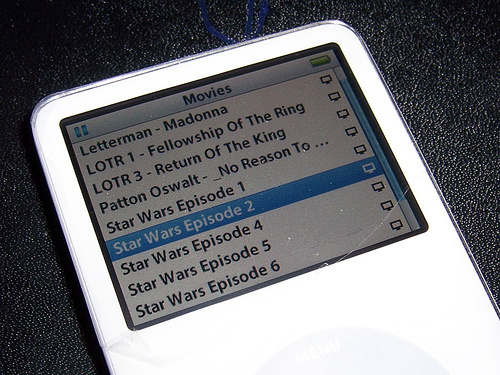 Movies
Letterman - Madonna
LOTR 1 - Fellowship Of The Ring
LOTR 3 - Return Of The King
Patton Oswalt - _No Reason To ...
Star Wars Episode 1
Star Wars Episode 2
Star Wars Episode 4
Star Wars Episode 5
Star Wars Episode 6
MENU